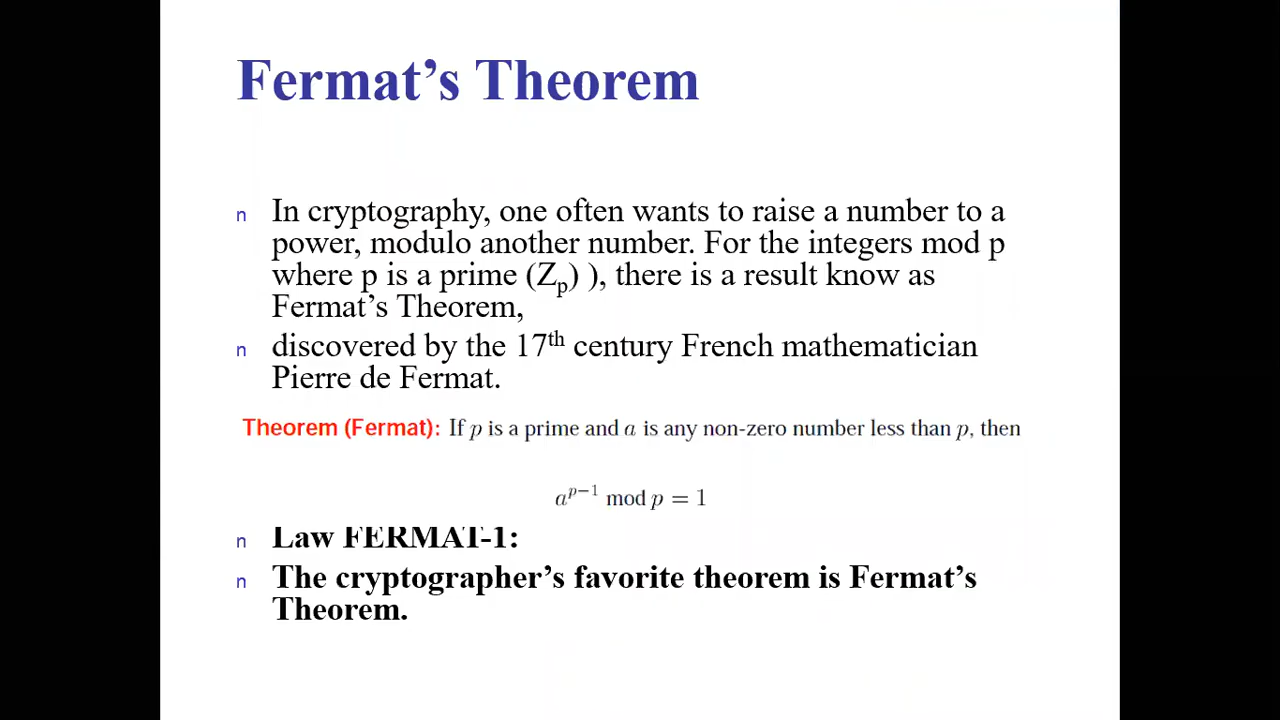 Fermat’s Theorem
n In cryptography, one often wants to raise a number to a
power, modulo another number. For the integers mod p
where p is a prime (Zp) ), there is a result know as
Fermat’s Theorem,
n discovered by the 17th century French mathematician
Pierre de Fermat.
Theorem (Fermat): If p is a prime and a is any non-zero number less than p, then
a^{p−1} mod p = 1
n Law FERMAT-1:
n The cryptographer’s favorite theorem is Fermat’s
Theorem.